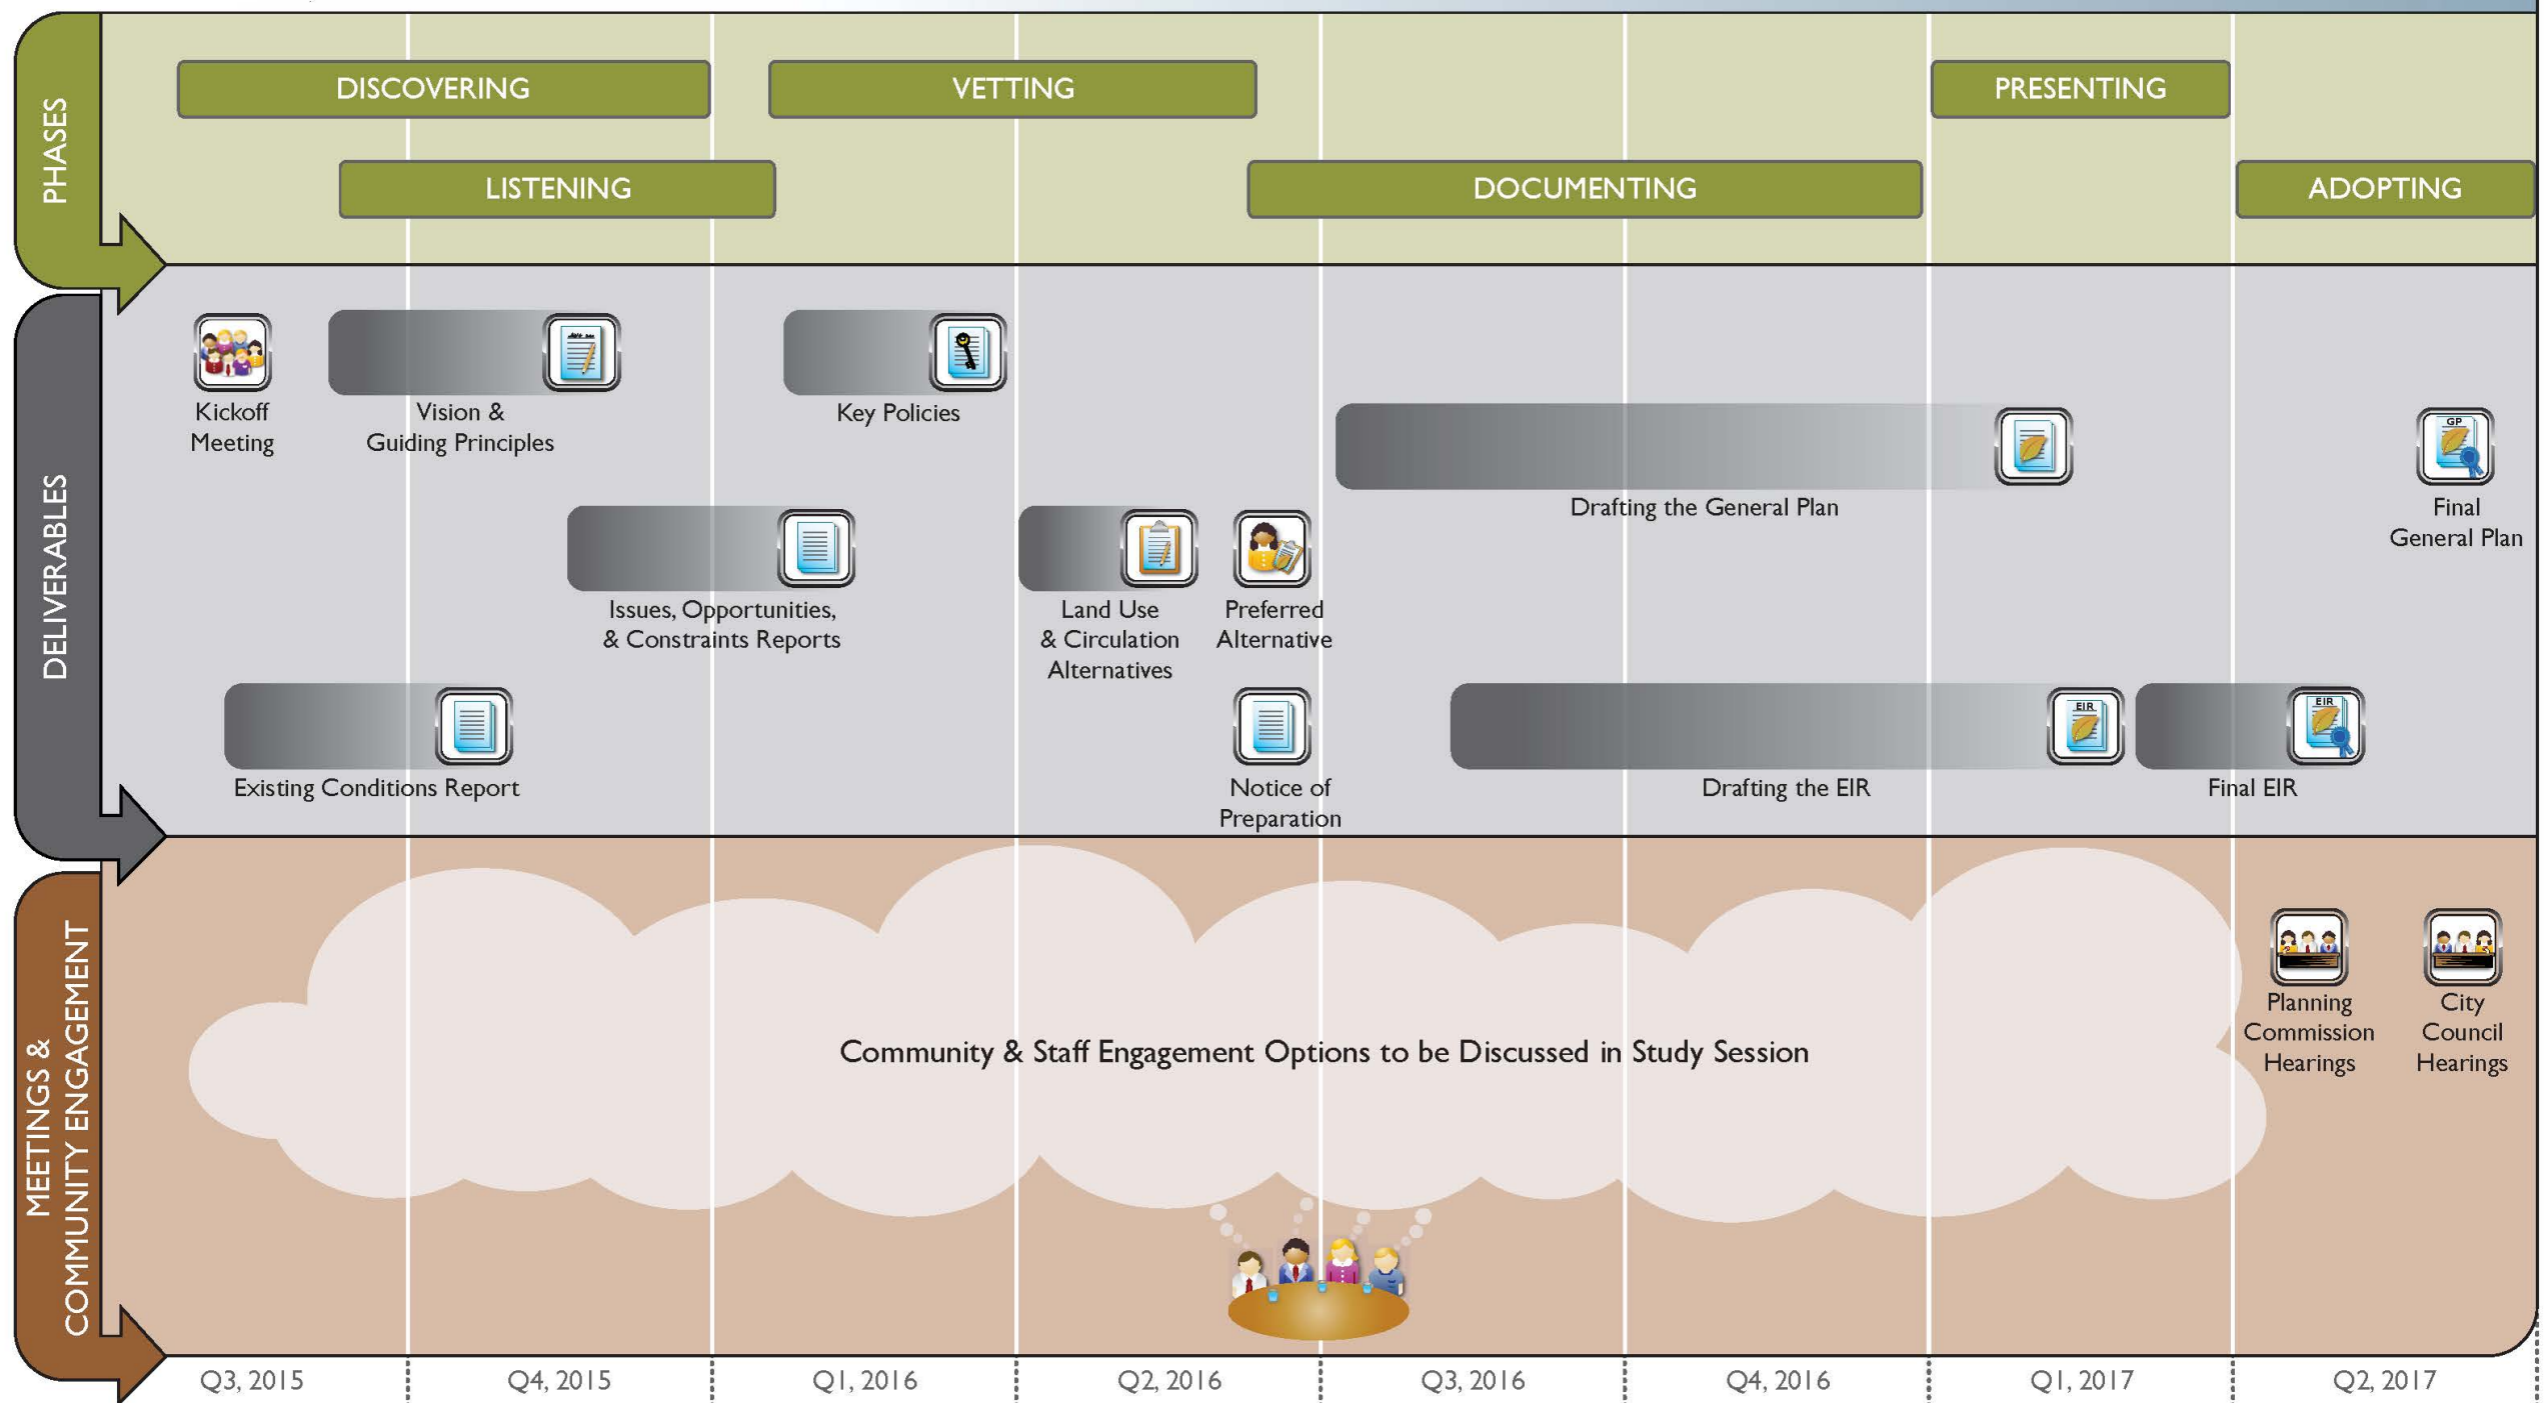 PHASES
DISCOVERING
VETTING
PRESENTING
LISTENING
DOCUMENTING
ADOPTING
DELIVERABLES
Kickoff
Meeting
Vision &
Guiding Principles
Key Policies
Drafting the General Plan
GP
Final
General Plan
Issues, Opportunities,
& Constraints Reports
Land Use
& Circulation
Alternatives
Preferred
Alternative
Existing Conditions Report
Notice of
Preparation
EIR
Drafting the EIR
EIR
Final EIR
MEETINGS &
COMMUNITY ENGAGEMENT
Community & Staff Engagement Options to be Discussed in Study Session
Planning
Commission
Hearings
City
Council
Hearings
Q3, 2015
Q4, 2015
Q1, 2016
Q2, 2016
Q3, 2016
Q4, 2016
Q1, 2017
Q2, 2017